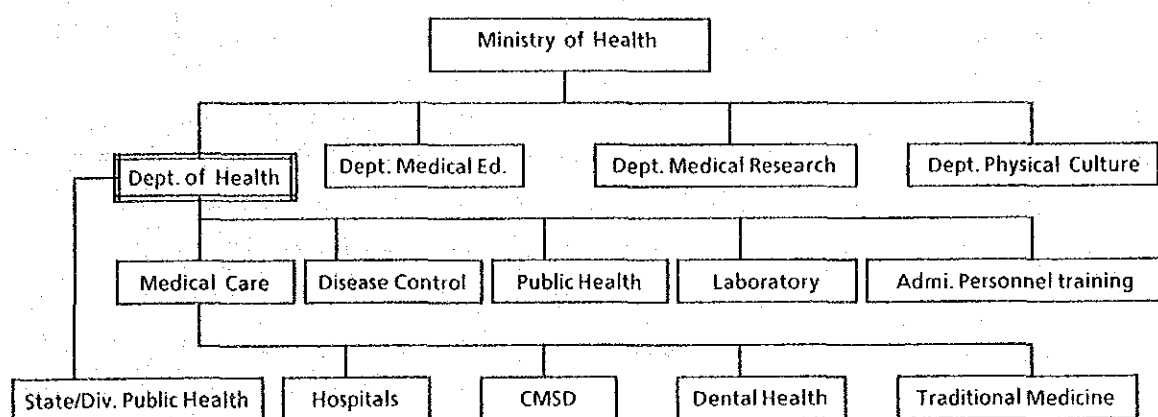 Ministry of Health
Dept. of Health
Dept. Medical Ed.
Dept. Medical Research
Dept. Physical Culture
Medical Care
Disease Control
Public Health
Laboratory
Admi. Personnel training
State/Div. Public Health
Hospitals
CMSD
Dental Health
Traditional Medicine